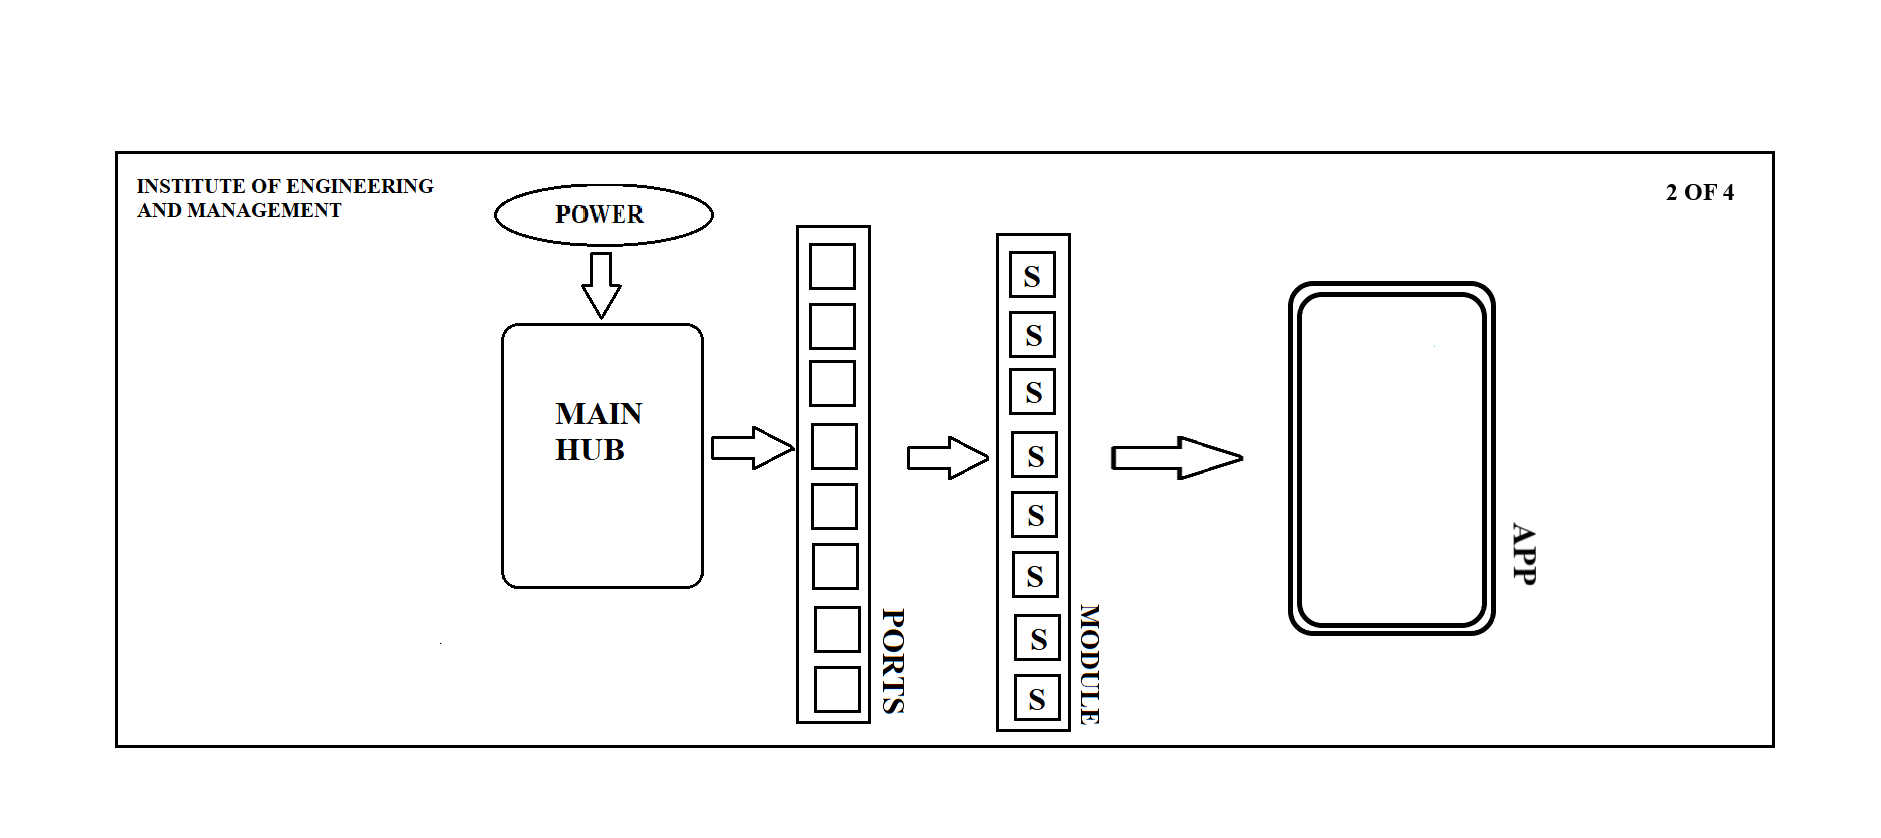 INSTITUTE OF ENGINEERING
AND MANAGEMENT
2 OF 4
POWER
MAIN
HUB
PORTS
S
S
S
S
S
S
S
S
MODULE
APP